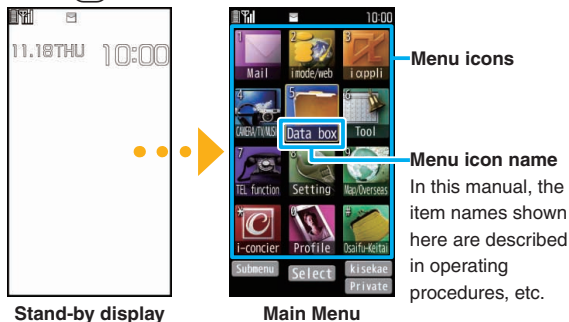 11.18THU 10:00
10:00
1 2 3
Mail i mode/web i αppli
4 5
CAMERA/TV/MUSIC Data box Tool
7
TEL function Setting Map/Overseas
* 0 #
i-concier Profile Osaifu-Keitai
Submenu Select kisekae
Private
Menu icons
Menu icon name
In this manual, the
item names shown
here are described
in operating
procedures, etc.
Stand-by display
Main Menu